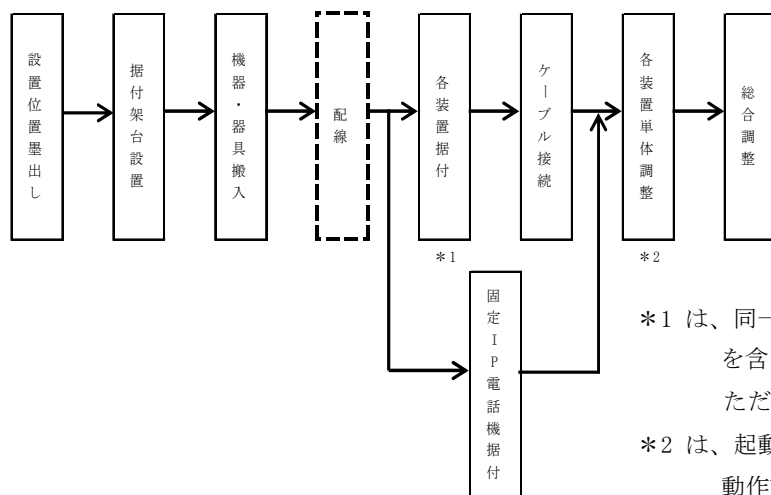 設置位置墨出し
据付架台設置
機器・器具搬入
配線
各装置据付
ケーブル接続
各装置単体調整
総合調整
*1
*2
固定IP電話機据付
*1 は、同一
を含
ただ
*2 は、起動
動作